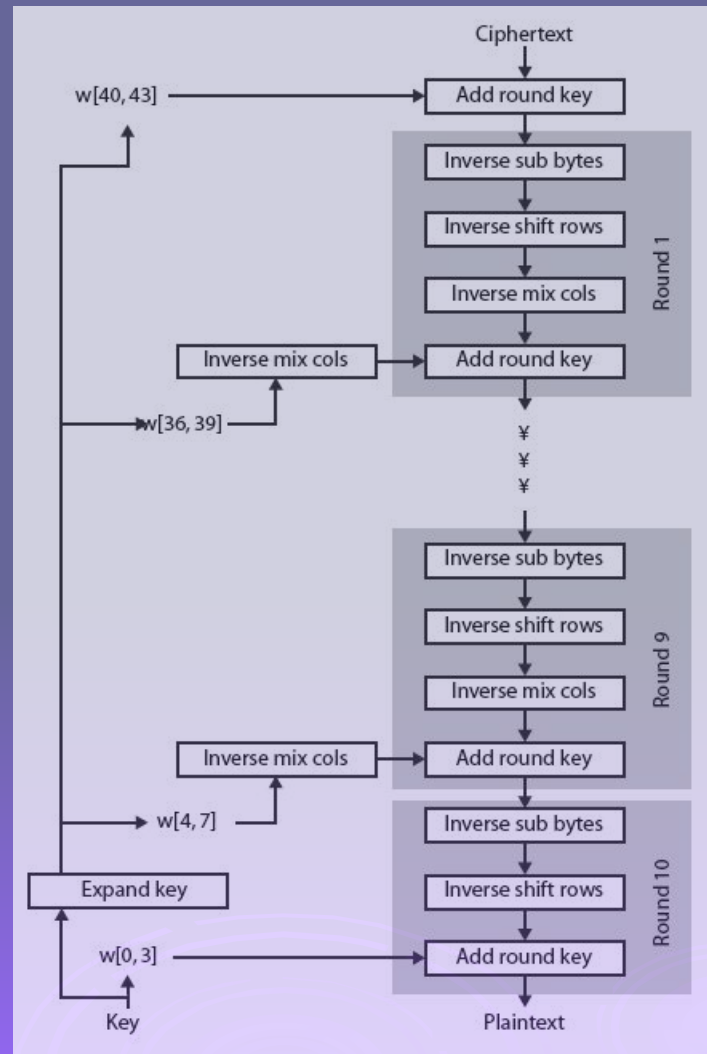 Ciphertext
w[40, 43]
Add round key
Inverse sub bytes
Inverse shift rows
Inverse mix cols
Inverse mix cols
Add round key
Round 1
w[36, 39]
¥
¥
¥
Inverse sub bytes
Inverse shift rows
Inverse mix cols
Inverse mix cols
Add round key
Round 9
w[4, 7]
Inverse sub bytes
Expand key
Inverse shift rows
w[0, 3]
Add round key
Round 10
Key
Plaintext